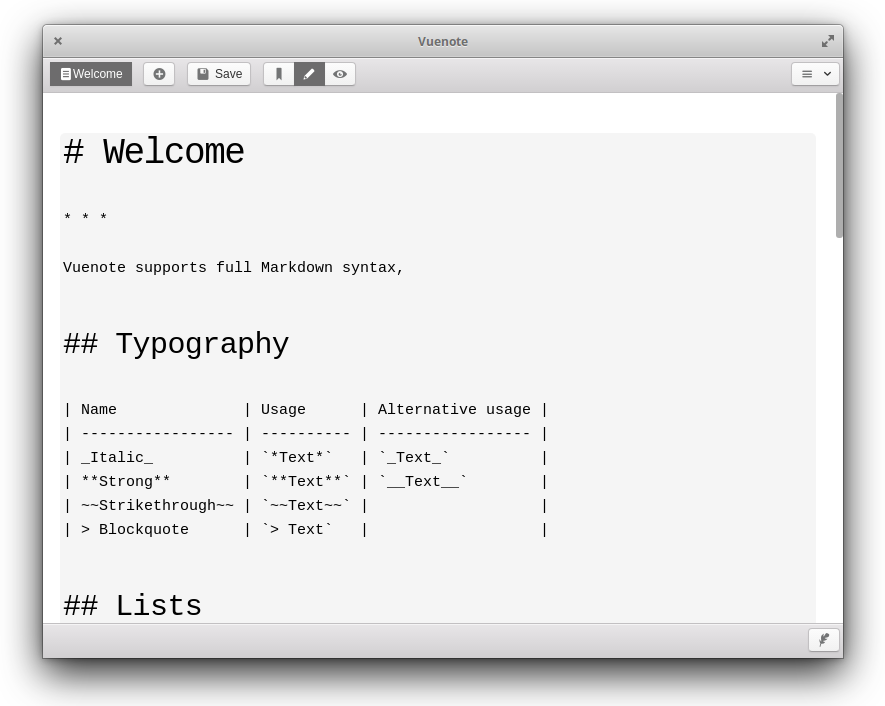 Vuenote
Welcome Save
# Welcome
* * *
Vuenote supports full Markdown syntax,
## Typography
| Name              | Usage      | Alternative usage |
| ----------------- | ---------- | ----------------- |
| _Italic_          | `*Text*`   | `_Text_`          |
| **Strong**        | `**Text**` | `__Text__`        |
| ~~Strikethrough~~ | `~~Text~~` |                   |
| > Blockquote      | `> Text`   |                   |
## Lists